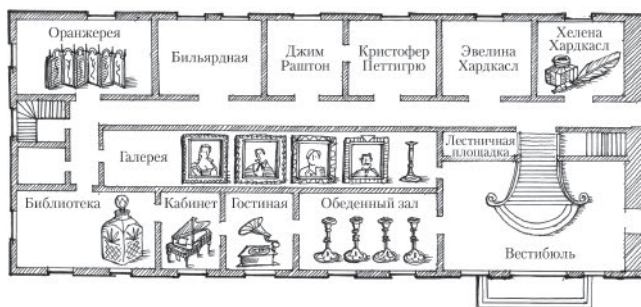 Оранжерея
Бильярдная
Джим
Раштон
Кристофер
Петтигрю
Эвелина
Хардкасл
Хелена
Хардкасл
Галерея
Лестничная
площадка
Библиотека
Кабинет
Гостиная
Обеденный зал
Вестибюль